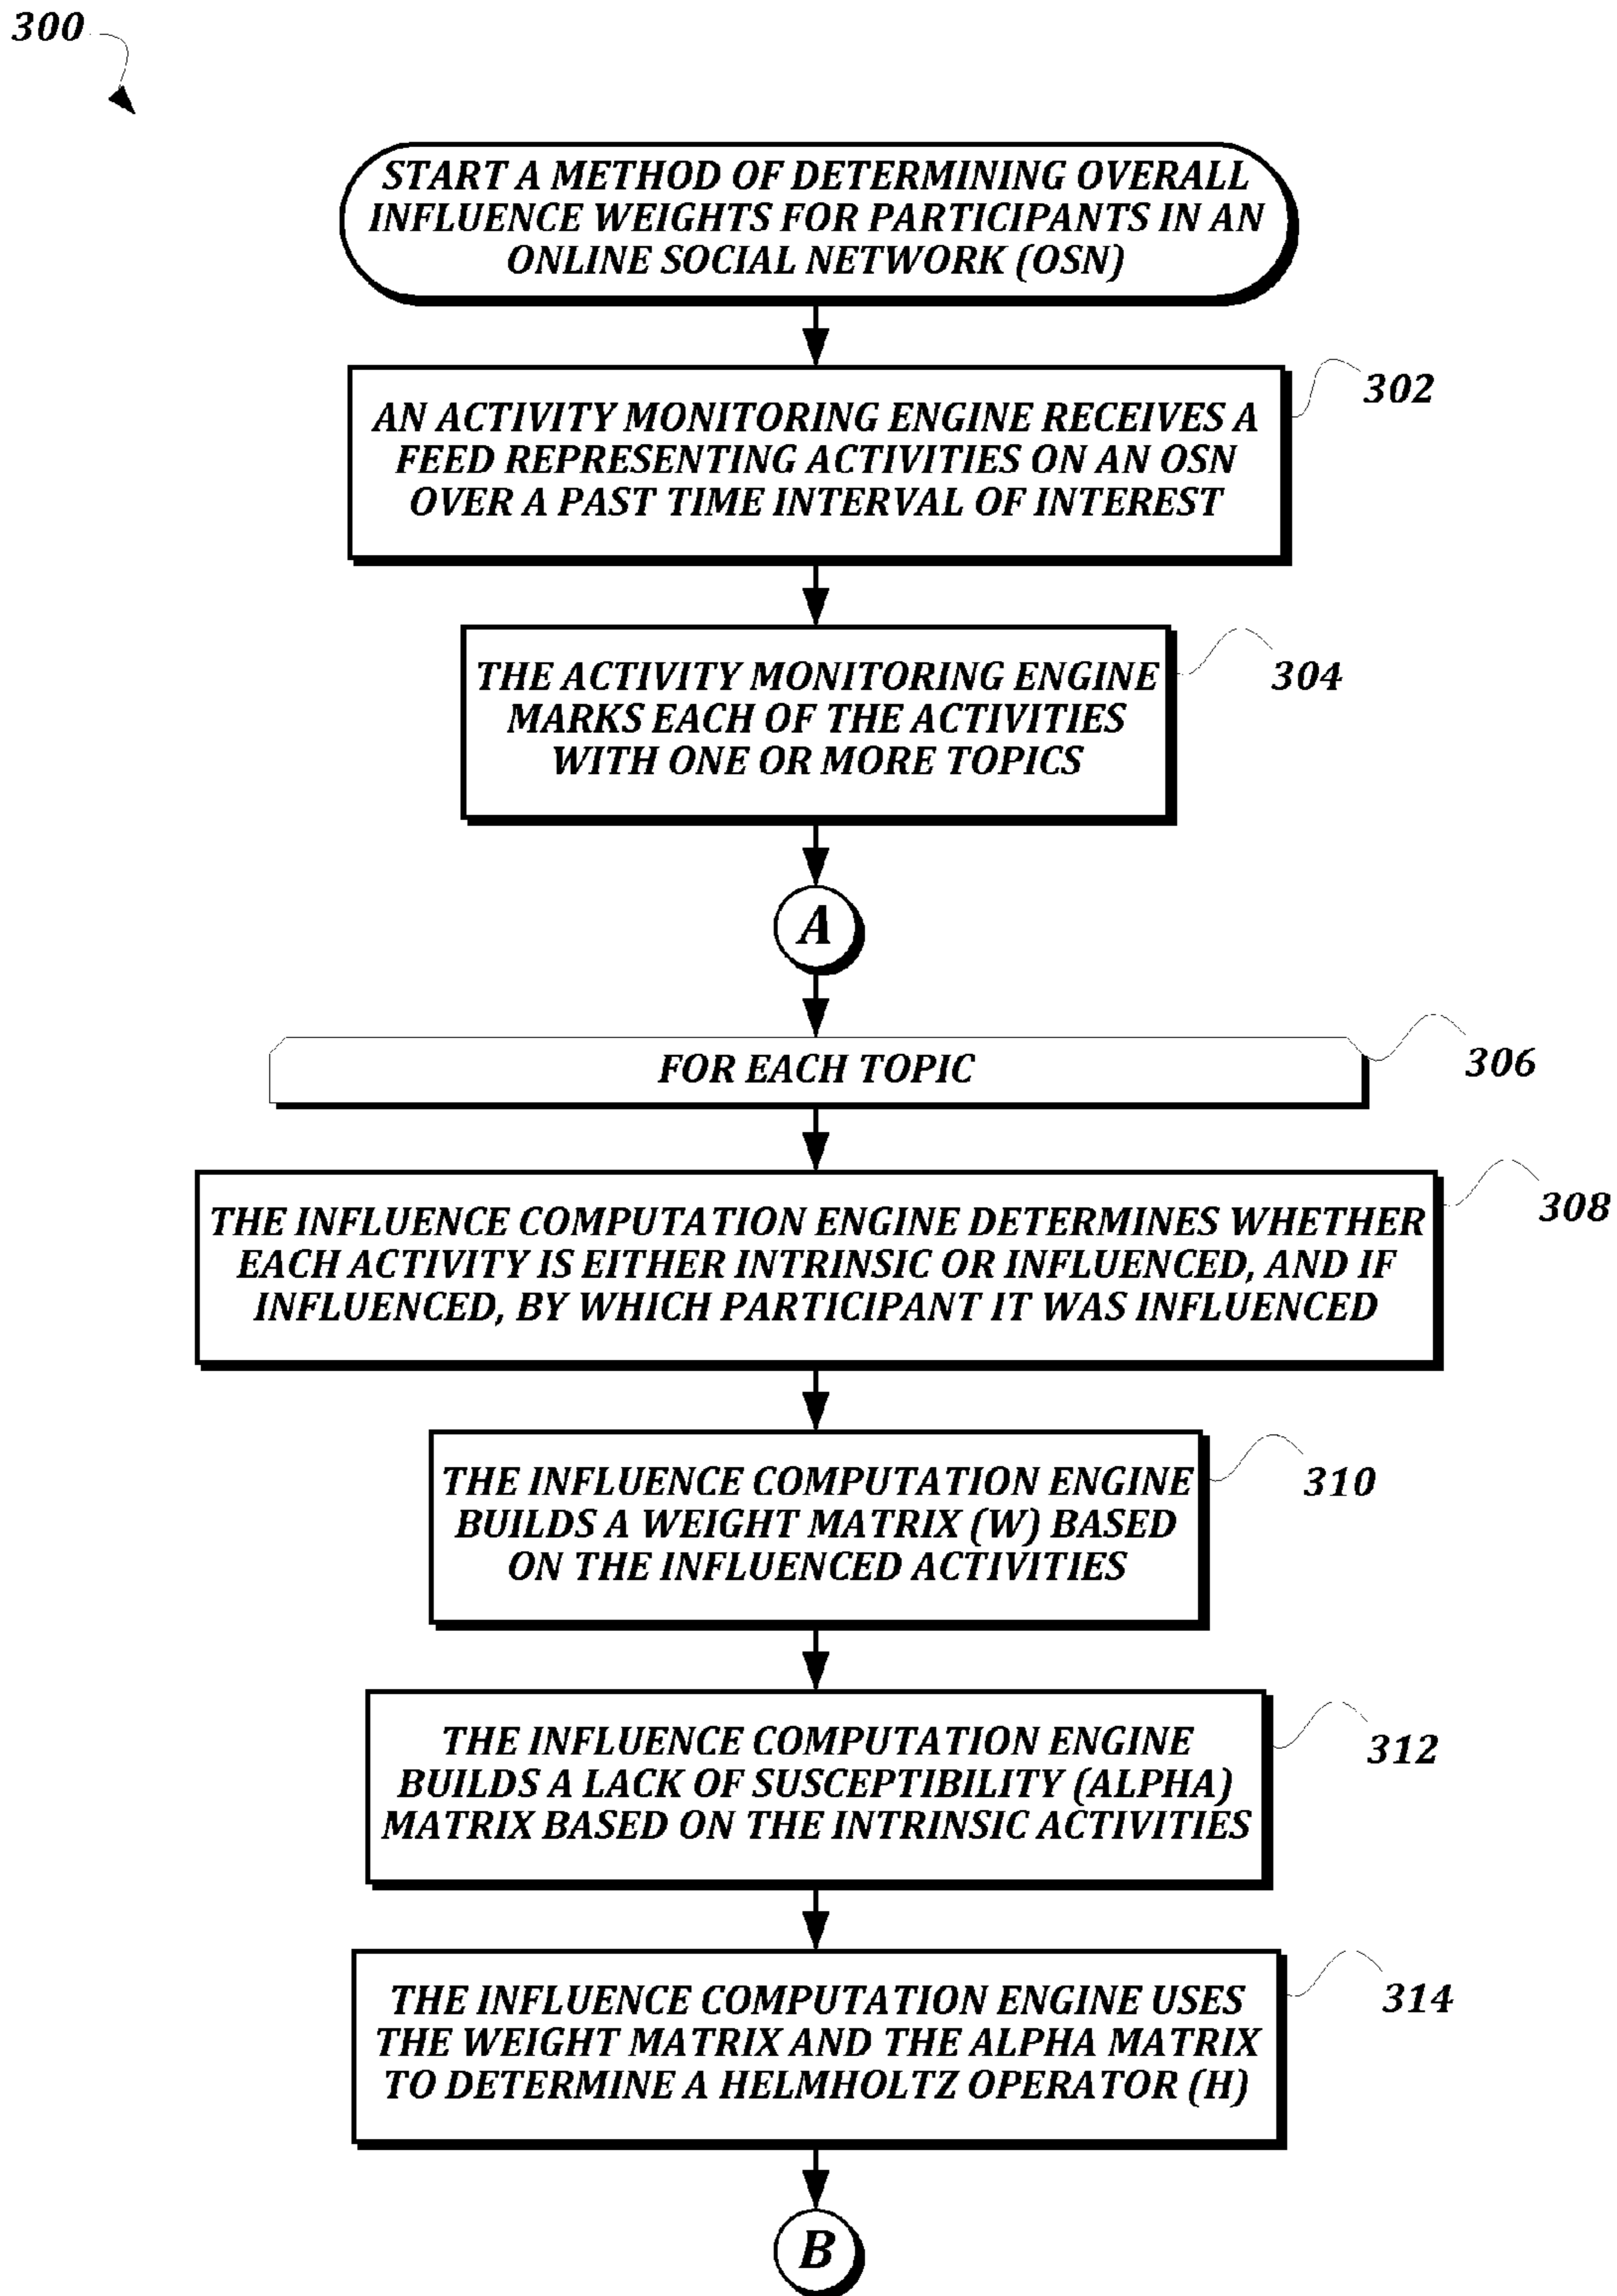 300
START A METHOD OF DETERMINING OVERALL
INFLUENCE WEIGHTS FOR PARTICIPANTS IN AN
ONLINE SOCIAL NETWORK (OSN)
302
AN ACTIVITY MONITORING ENGINE RECEIVES A
FEED REPRESENTING ACTIVITIES ON AN OSN
OVER A PAST TIME INTERVAL OF INTEREST
304
THE ACTIVITY MONITORING ENGINE
MARKS EACH OF THE ACTIVITIES
WITH ONE OR MORE TOPICS
A
306
FOR EACH TOPIC
308
THE INFLUENCE COMPUTATION ENGINE DETERMINES WHETHER
EACH ACTIVITY IS EITHER INTRINSIC OR INFLUENCED, AND IF
INFLUENCED, BY WHICH PARTICIPANT IT WAS INFLUENCED
310
THE INFLUENCE COMPUTATION ENGINE
BUILDS A WEIGHT MATRIX (W) BASED
ON THE INFLUENCED ACTIVITIES
312
THE INFLUENCE COMPUTATION ENGINE
BUILDS A LACK OF SUSCEPTIBILITY (ALPHA)
MATRIX BASED ON THE INTRINSIC ACTIVITIES
314
THE INFLUENCE COMPUTATION ENGINE USES
THE WEIGHT MATRIX AND THE ALPHA MATRIX
TO DETERMINE A HELMHOLTZ OPERATOR (H)
B